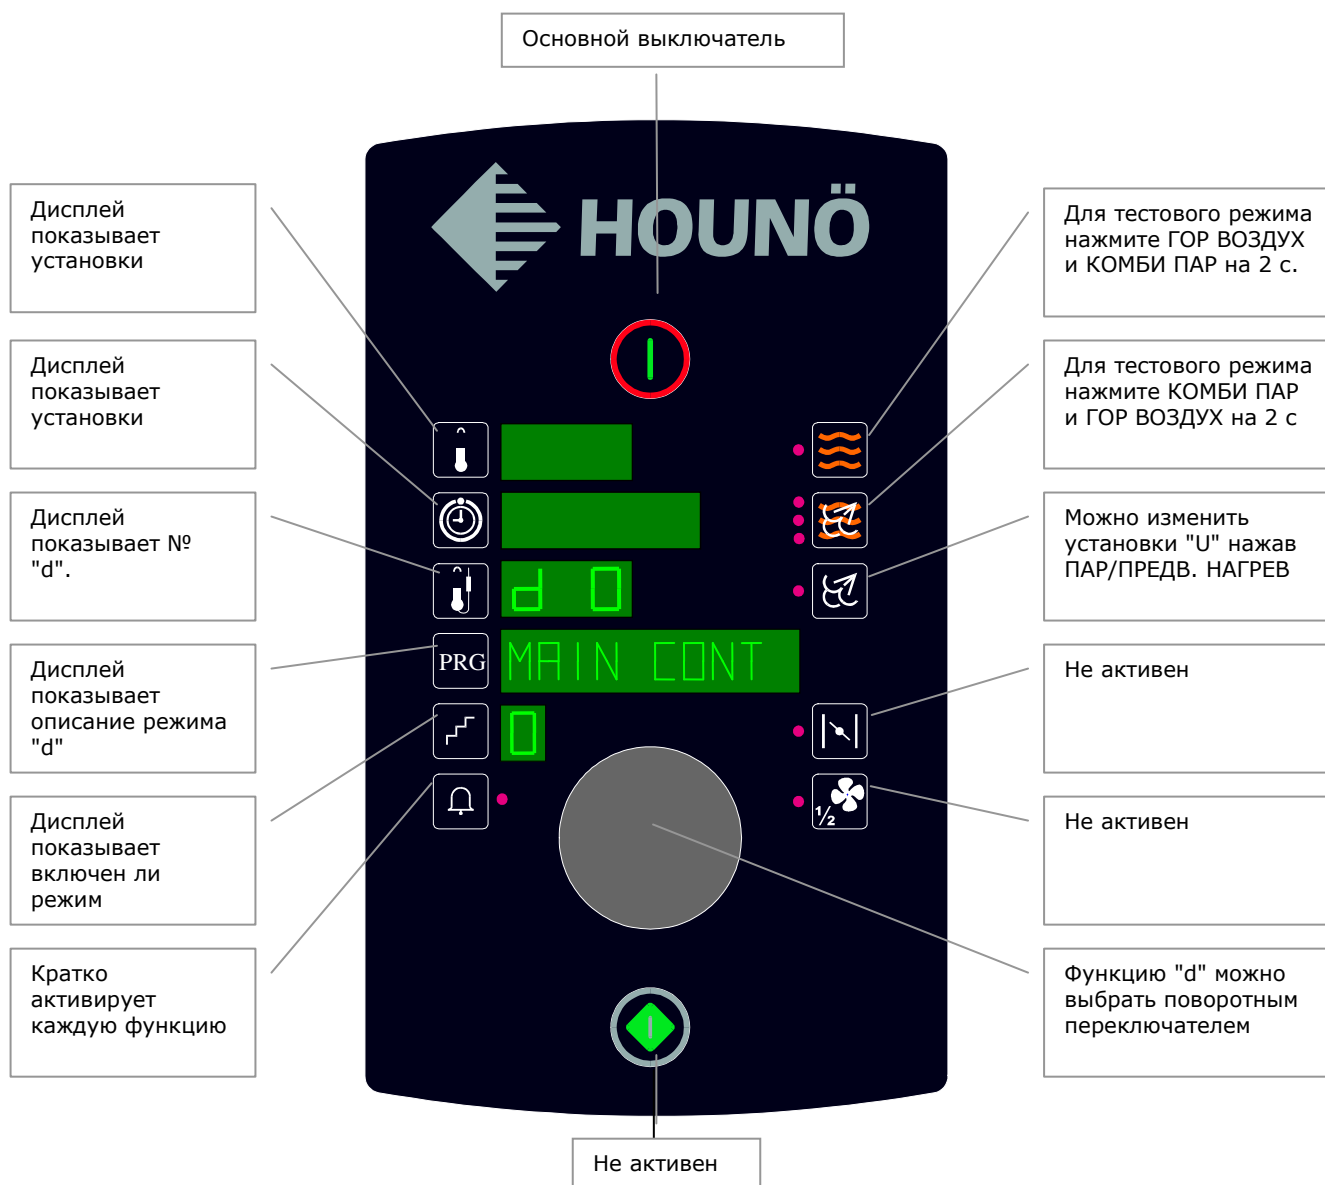 Основной выключатель
HOUNÖ
Дисплей
показывает
установки
Дисплей
показывает
установки
Дисплей
показывает №
"d".
Дисплей
показывает
описание режима
"d"
Дисплей
показывает
включен ли
режим
Кратко
активирует
каждую функцию
d 0
PRG
MAIN CONT
0
1/2
Для тестового режима
нажмите ГОР ВОЗДУХ
и КОМБИ ПАР на 2 с.
Для тестового режима
нажмите КОМБИ ПАР
и ГОР ВОЗДУХ на 2 с
Можно изменить
установки "U" нажав
ПАР/ПРЕДВ. НАГРЕВ
Не активен
Не активен
Функцию "d" можно
выбрать поворотным
переключателем
Не активен